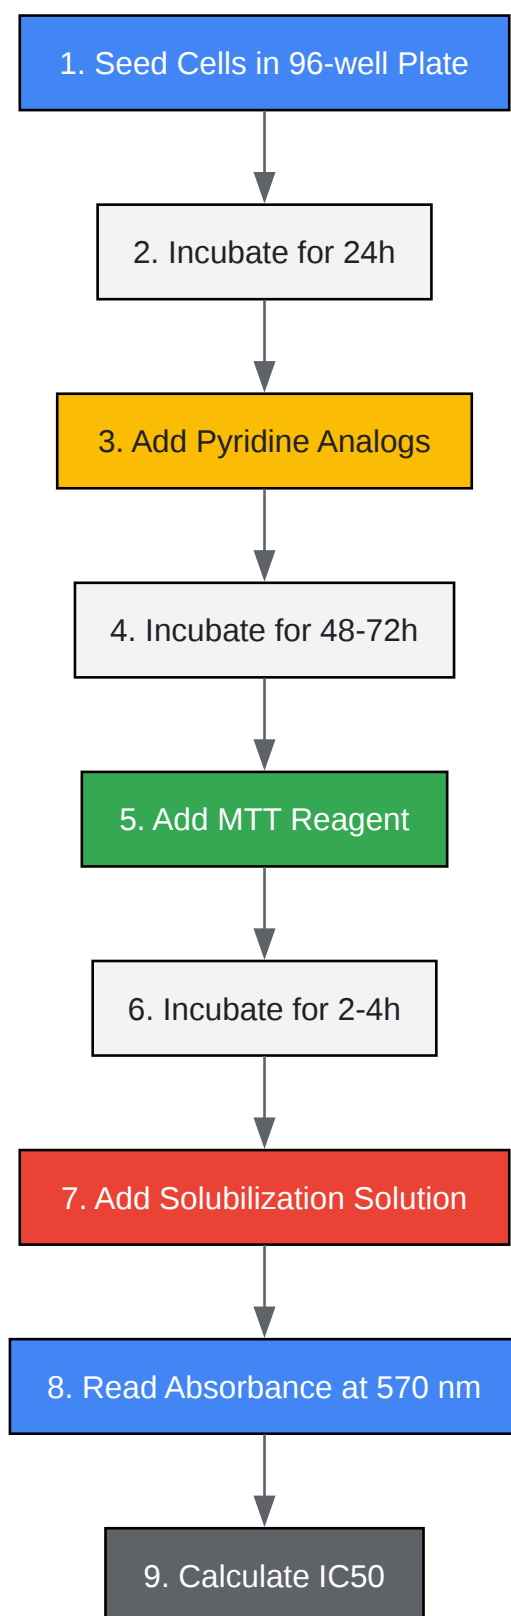 1. Seed Cells in 96-well Plate
2. Incubate for 24h
3. Add Pyridine Analogs
4. Incubate for 48-72h
5. Add MTT Reagent
6. Incubate for 2-4h
7. Add Solubilization Solution
8. Read Absorbance at 570 nm
9. Calculate IC50